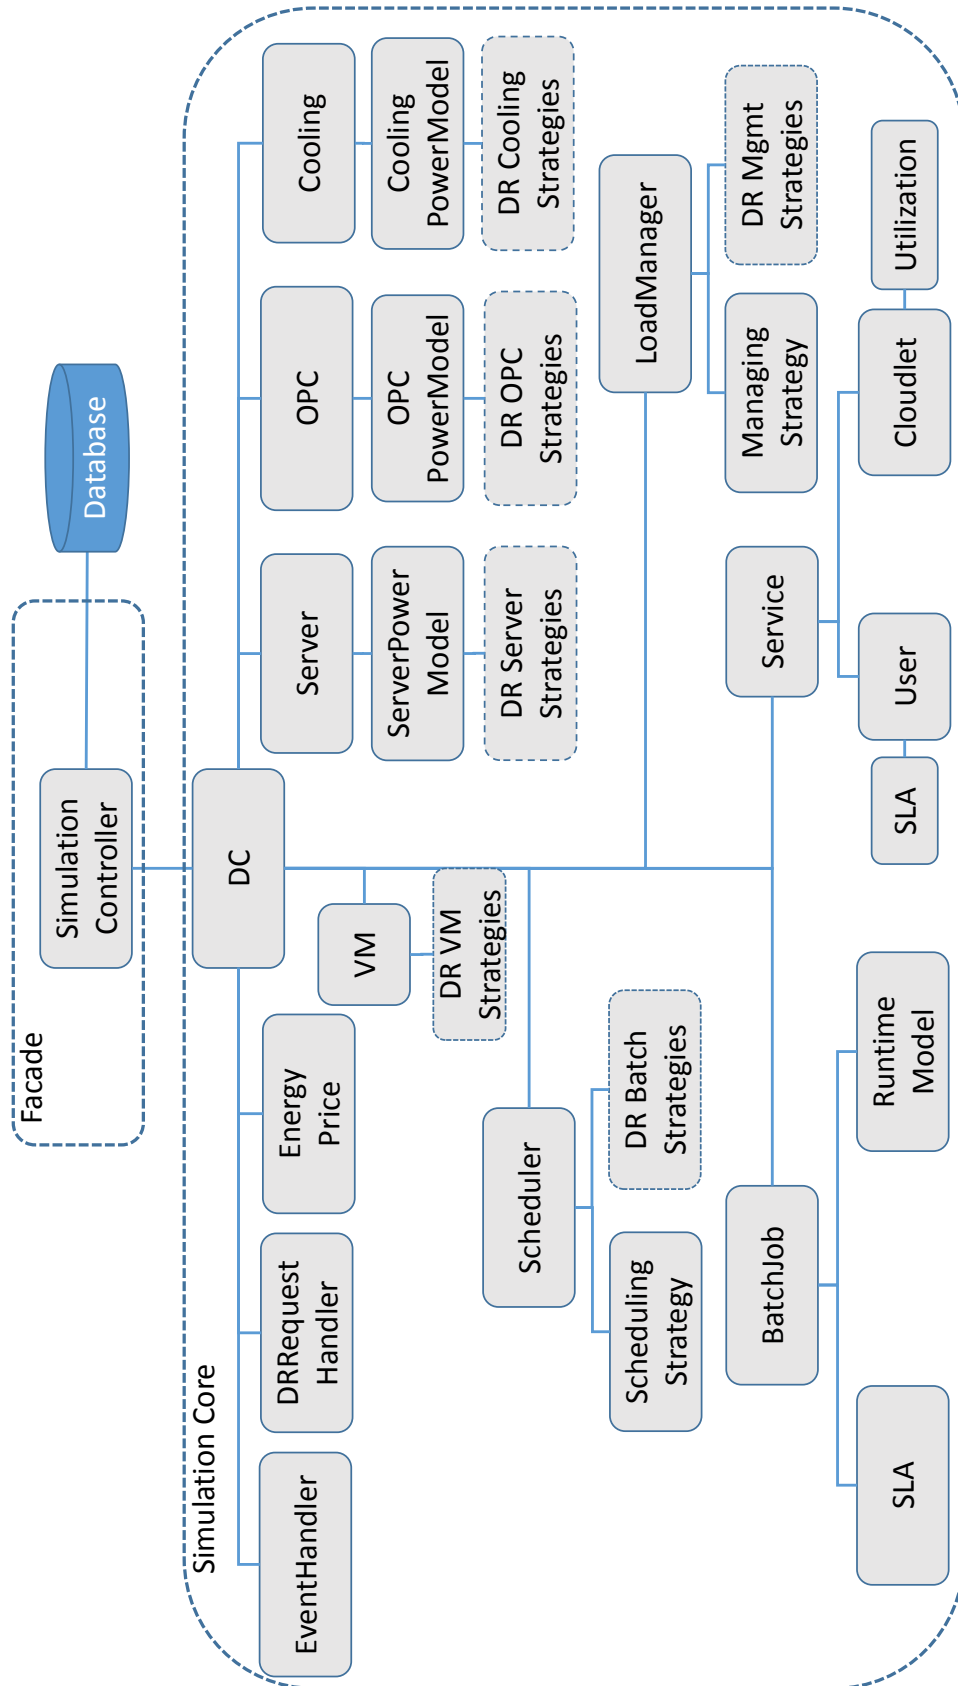 Facade
Simulation
Controller
Database
Simulation Core
DC
EventHandler
DRRequest
Handler
Energy
Price
Server
OPC
Cooling
VM
DR VM
Strategies
ServerPower
Model
OPC
PowerModel
Cooling
PowerModel
DR Server
Strategies
DR OPC
Strategies
DR Cooling
Strategies
Scheduler
Scheduling
Strategy
DR Batch
Strategies
LoadManager
Managing
Strategy
DR Mgmt
Strategies
BatchJob
Service
SLA
Runtime
Model
SLA
User
Cloudlet
Utilization